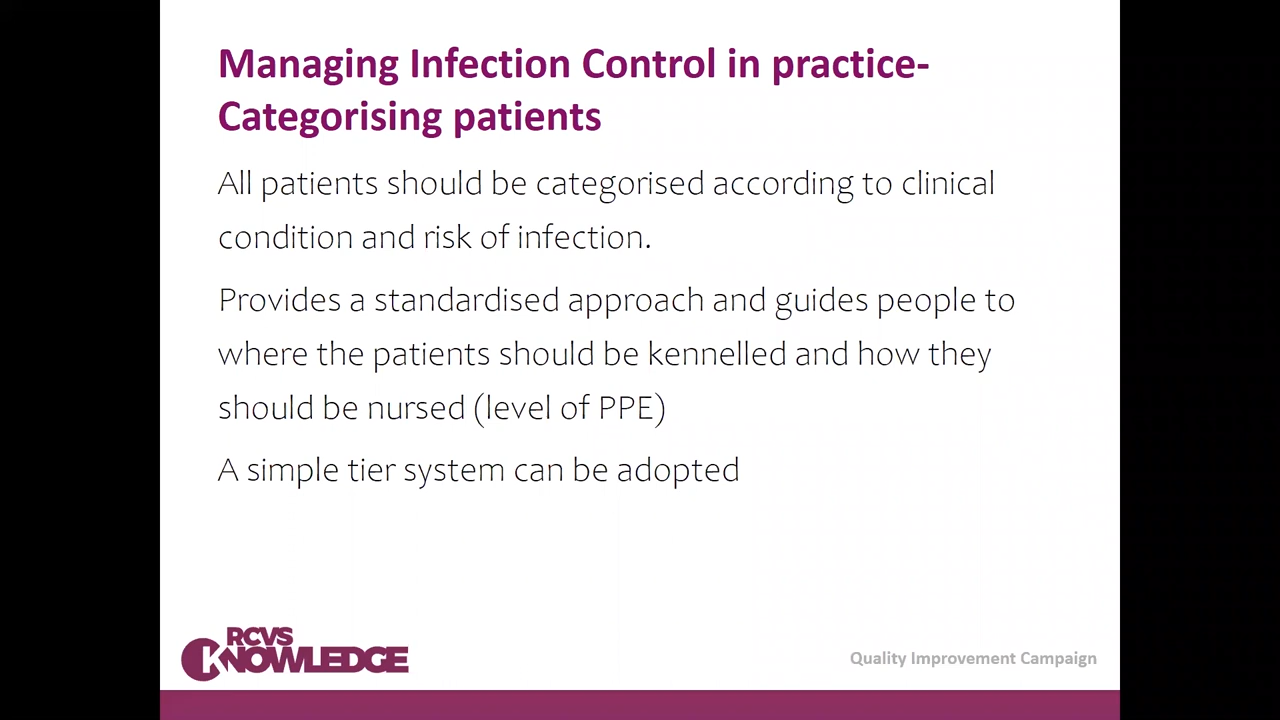 Managing Infection Control in practice-
Categorising patients
All patients should be categorised according to clinical
condition and risk of infection.
Provides a standardised approach and guides people to
where the patients should be kennelled and how they
should be nursed (level of PPE)
A simple tier system can be adopted
RCVS
KNOWLEDGE
Quality Improvement Campaign